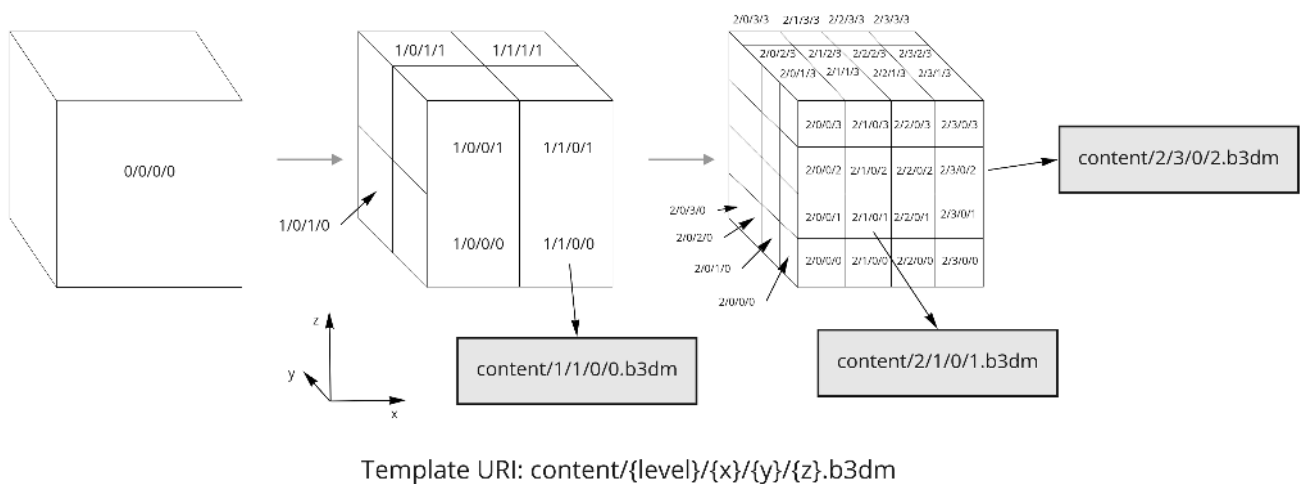 0/0/0/0
1/0/1/1 1/1/1/1
1/0/0/1 1/1/0/1
1/0/1/0
1/0/0/0 1/1/0/0
content/1/1/0/0.b3dm
z
y
x
2/0/3/3 2/1/3/3 2/2/3/3 2/3/3/3
2/0/2/3 2/1/2/3 2/2/2/3 2/3/2/3
2/0/1/3 2/1/1/3 2/2/1/3 2/3/1/3
2/0/0/3 2/1/0/3 2/2/0/3 2/3/0/3
2/0/0/2 2/1/0/2 2/2/0/2 2/3/0/2
2/0/0/1 2/1/0/1 2/2/0/1 2/3/0/1
2/0/0/0 2/1/0/0 2/2/0/0 2/3/0/0
2/0/3/0
2/0/2/0
2/0/1/0
2/0/0/0
content/2/3/0/2.b3dm
content/2/1/0/1.b3dm
Template URI: content/{level}/{x}/{y}/{z}.b3dm